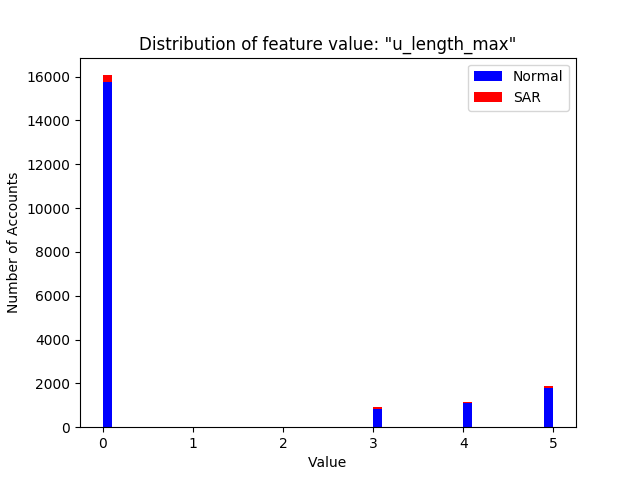 Distribution of feature value: "u_length_max"
Normal
SAR
16000
14000
12000
10000
8000
6000
4000
2000
0
Number of Accounts
0 1 2 3 4 5
Value